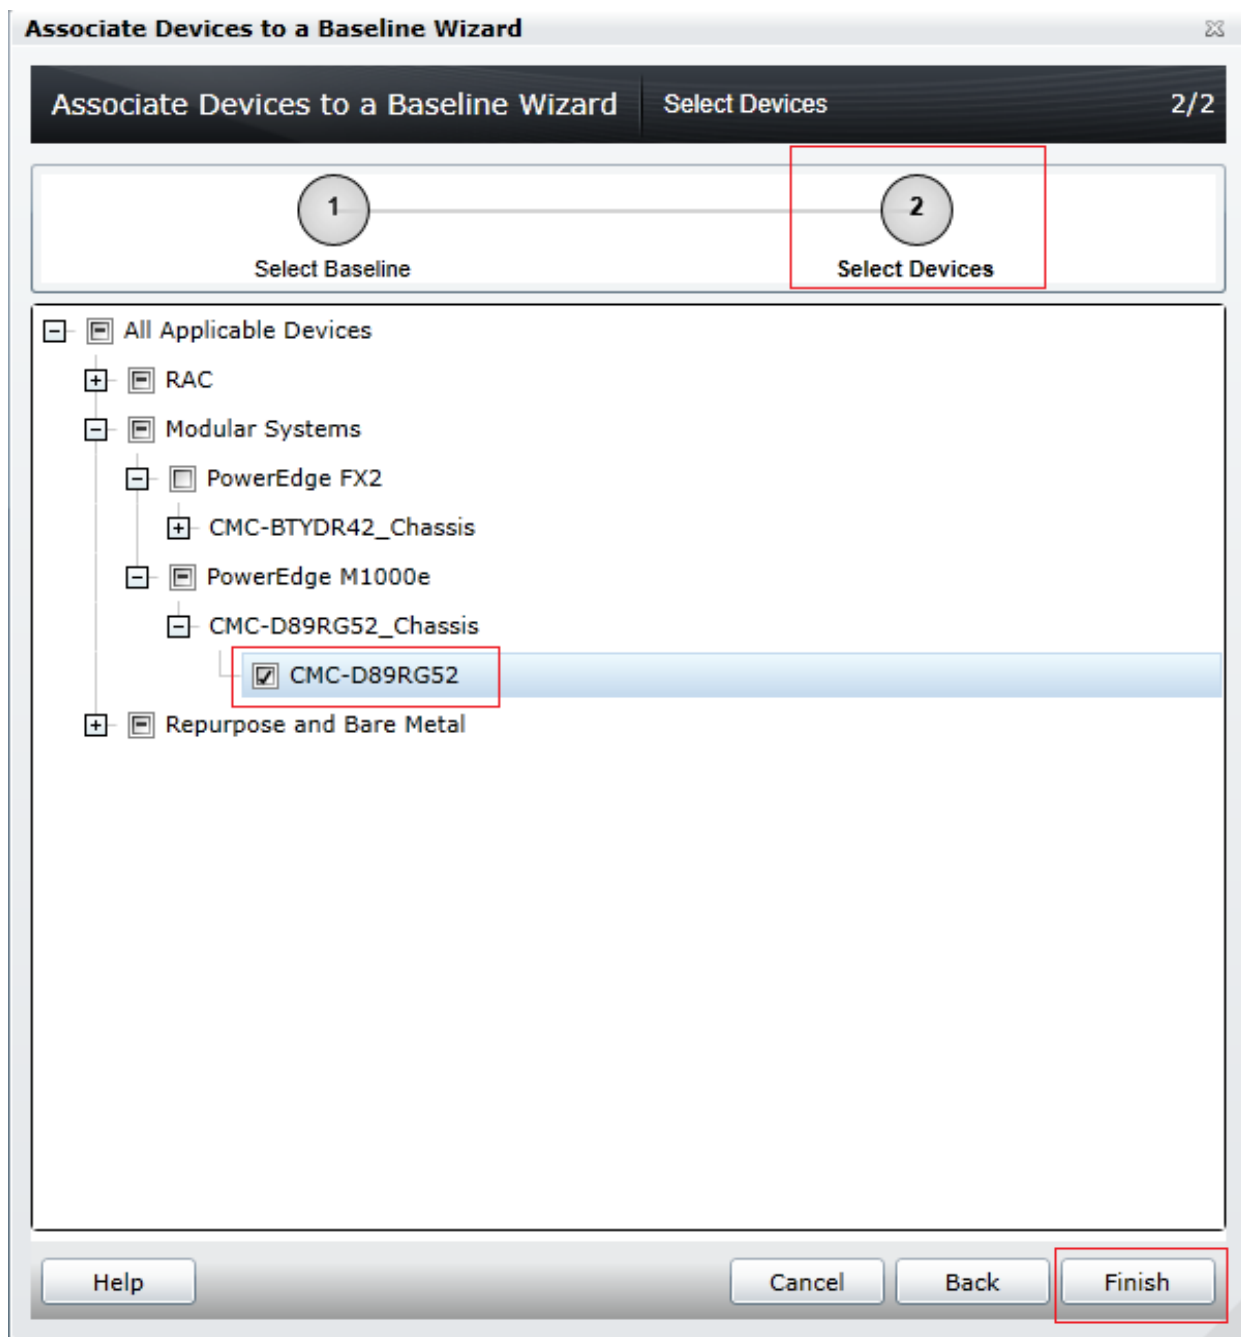 Associate Devices to a Baseline Wizard
Associate Devices to a Baseline Wizard Select Devices 2/2
1 2
Select Baseline Select Devices
All Applicable Devices
RAC
Modular Systems
PowerEdge FX2
CMC-BTYDR42_Chassis
PowerEdge M1000e
CMC-D89RG52_Chassis
CMC-D89RG52
Repurpose and Bare Metal
Help Cancel Back Finish